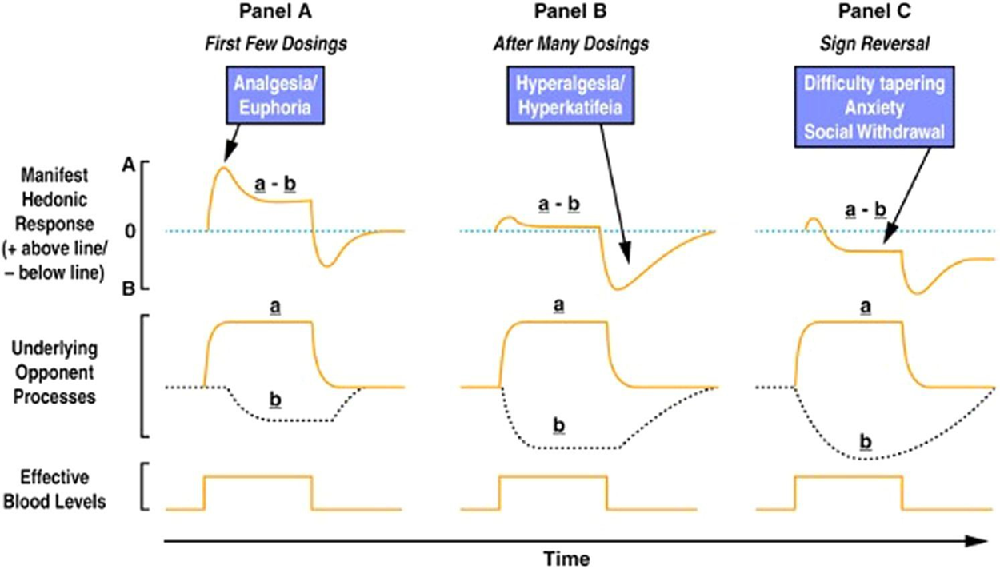 Panel A
First Few Dosings
Analgesia/
Euphoria
Panel B
After Many Dosings
Hyperalgesia/
Hyperkatifeia
Panel C
Sign Reversal
Difficulty tapering
Anxiety
Social Withdrawal
Manifest
Hedonic
Response
(+ above line/
– below line)
A
0
B
a - b
a - b
a - b
Underlying
Opponent
Processes
a
b
a
b
a
b
Effective
Blood Levels
Time